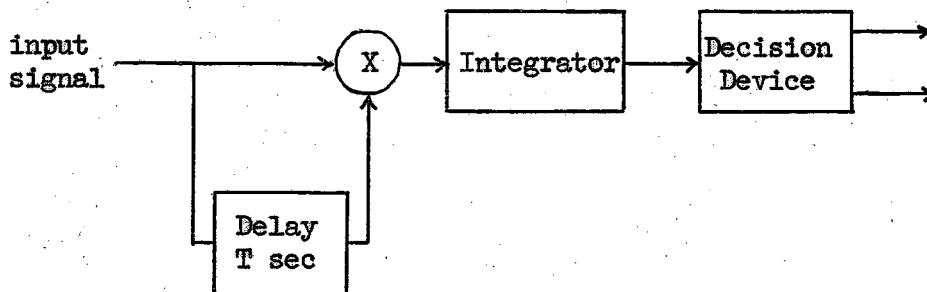 input
signal
X
Integrator
Decision
Device
Delay
T sec